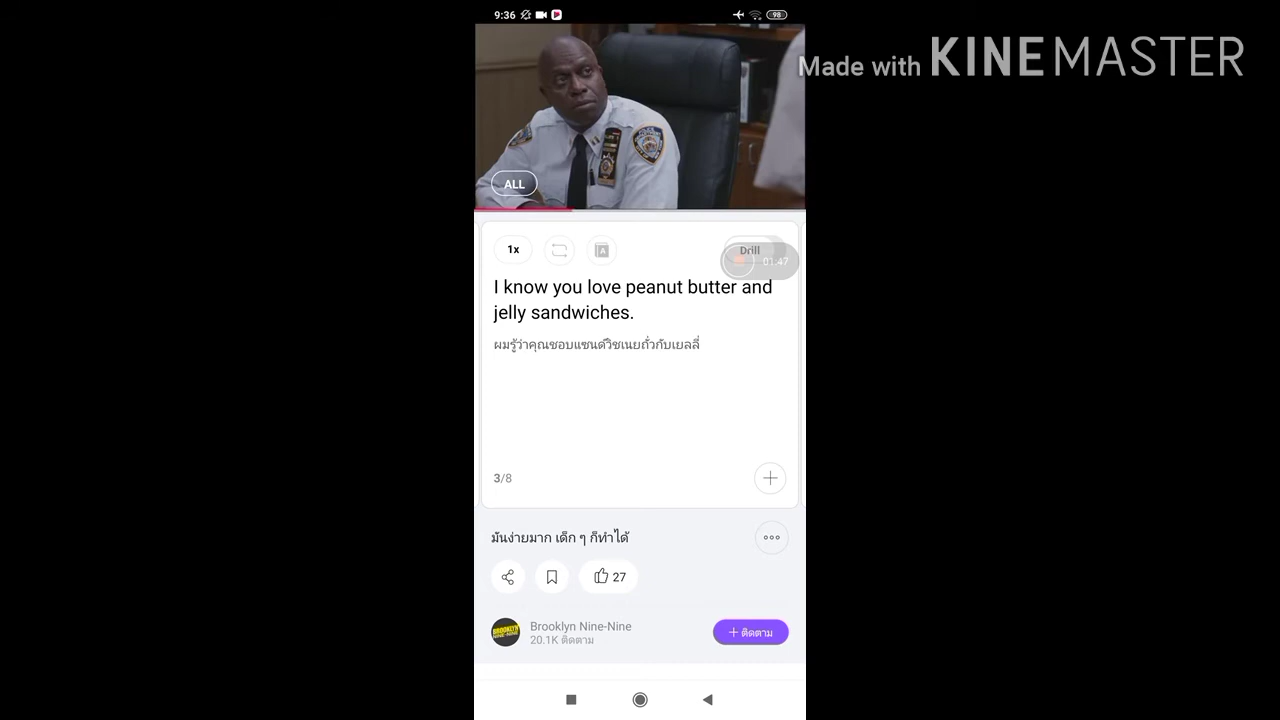 9:36
98
Made with KINEMASTER
ALL
1x
A
Drill
01:47
I know you love peanut butter and
jelly sandwiches.
ผมรู้ว่าคุณชอบแซนด์วิชเนยถั่วกับเยลลี่
3/8
มันง่ายมาก เด็ก ๆ ก็ทำได้
27
BROOKLYN
NINE-NINE
Brooklyn Nine-Nine
20.1K ติดตาม
+ ติดตาม